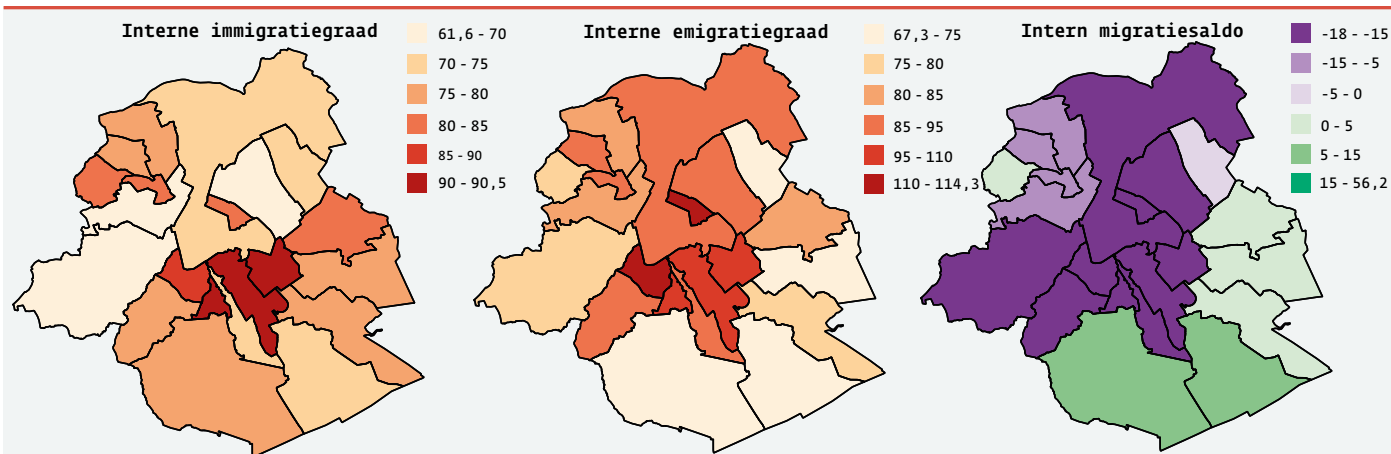 Interne immigratiegraad
61,6 - 70
70 - 75
75 - 80
80 - 85
85 - 90
90 - 90,5
Interne emigratiegraad
67,3 - 75
75 - 80
80 - 85
85 - 95
95 - 110
110 - 114,3
Intern migratiesaldo
-18 - -15
-15 - -5
-5 - 0
0 - 5
5 - 15
15 - 56,2